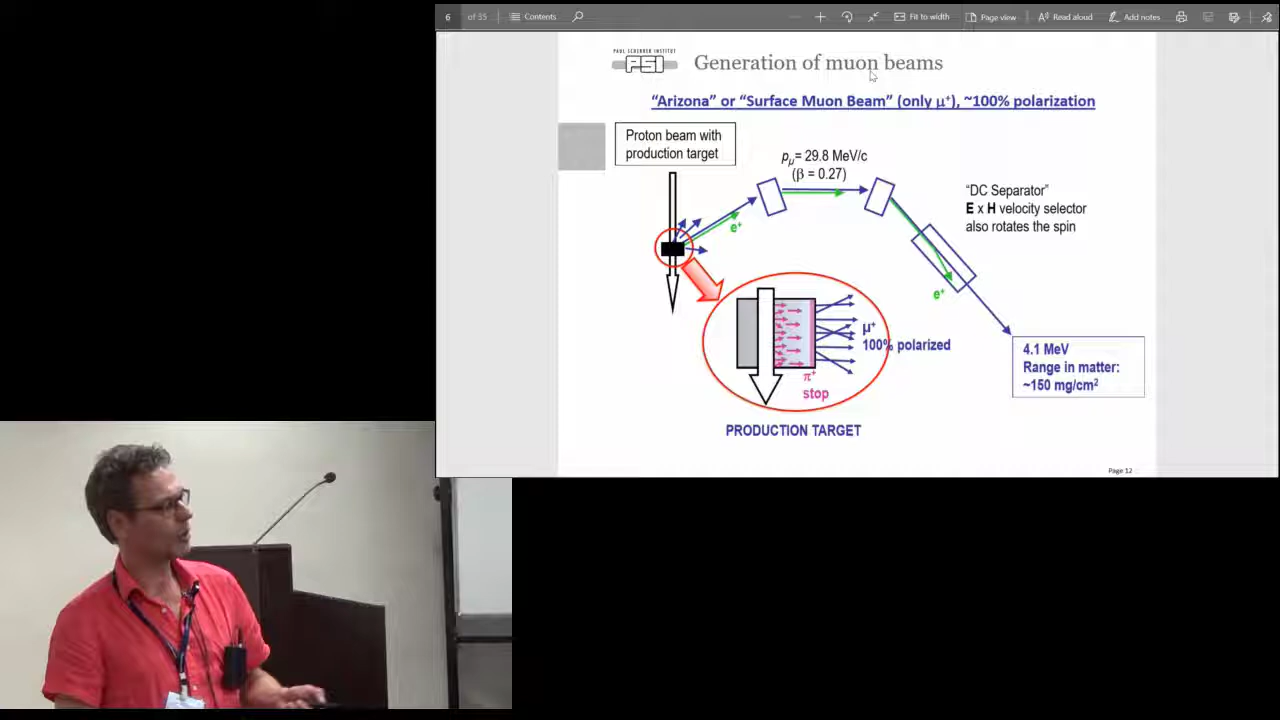 6 of 35 Contents Fit to width Page view Read aloud Add notes
PAUL SCHERRER INSTITUT
PSI
Generation of muon beams
“Arizona” or “Surface Muon Beam” (only μ⁺), ~100% polarization
Proton beam with
production target
pμ= 29.8 MeV/c
(β = 0.27)
“DC Separator”
E x H velocity selector
also rotates the spin
e⁺
e⁺
μ⁺
100% polarized
π⁺
stop
4.1 MeV
Range in matter:
~150 mg/cm²
PRODUCTION TARGET
Page 12